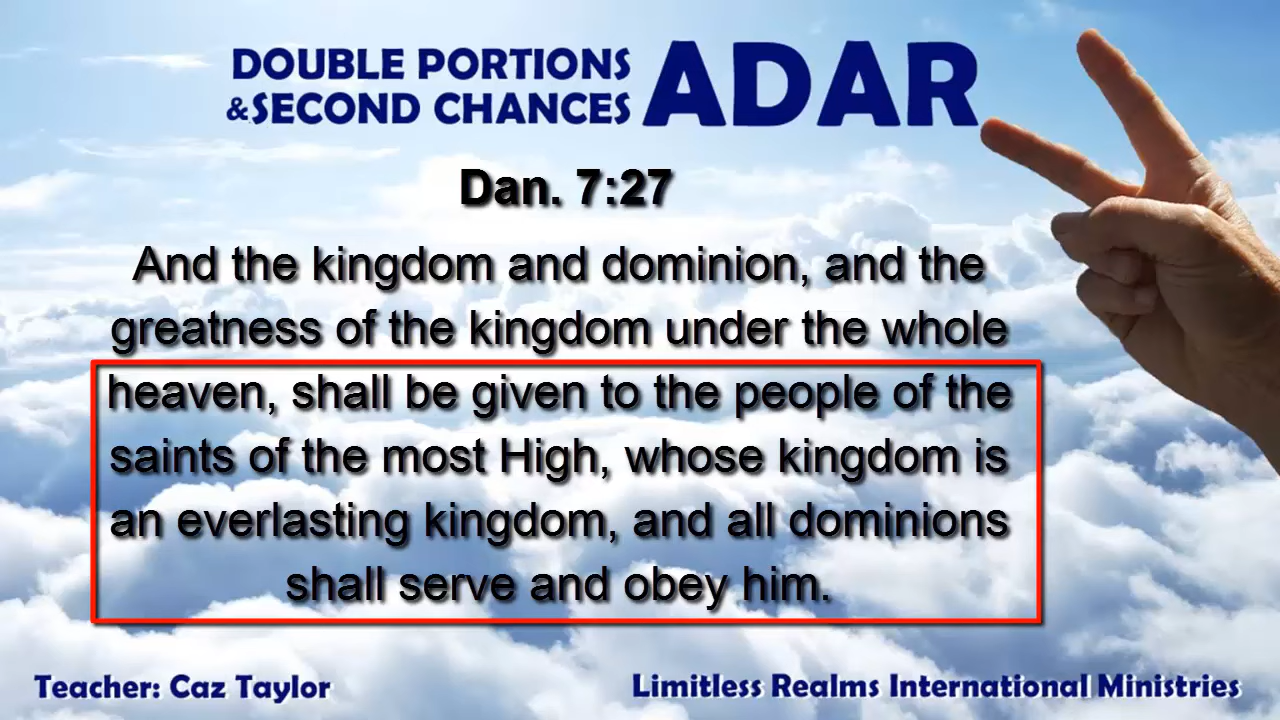 DOUBLE PORTIONS
&SECOND CHANCES
ADAR
Dan. 7:27
And the kingdom and dominion, and the
greatness of the kingdom under the whole
heaven, shall be given to the people of the
saints of the most High, whose kingdom is
an everlasting kingdom, and all dominions
shall serve and obey him.
Teacher: Caz Taylor
Limitless Realms International Ministries